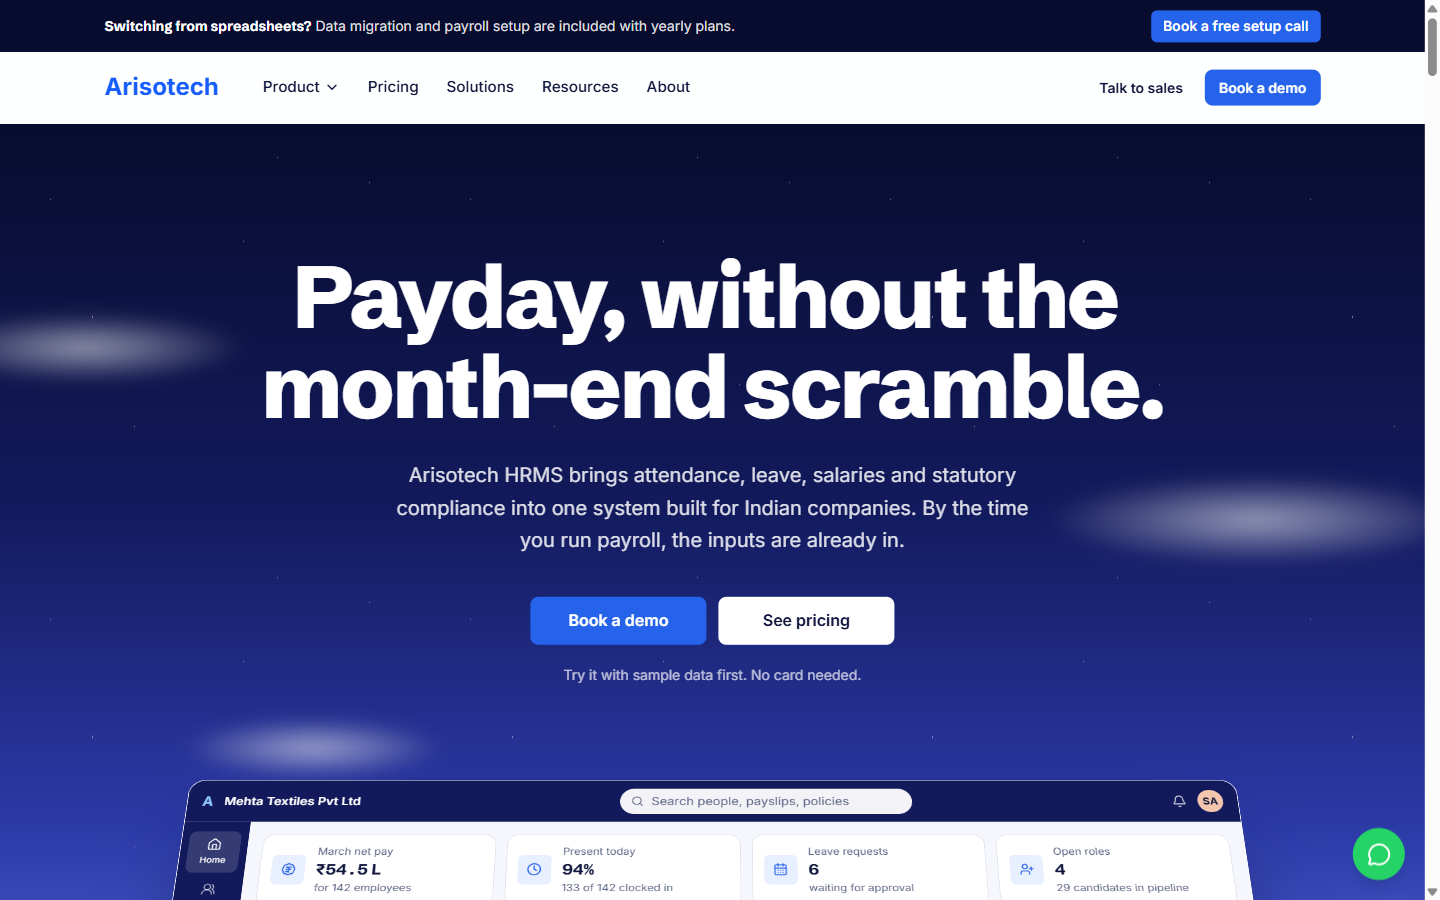 Switching from spreadsheets? Data migration and payroll setup are included with yearly plans.
Book a free setup call
Arisotech
Product
Pricing
Solutions
Resources
About
Talk to sales
Book a demo
Payday, without the
month-end scramble.
Arisotech HRMS brings attendance, leave, salaries and statutory
compliance into one system built for Indian companies. By the time
you run payroll, the inputs are already in.
Book a demo
See pricing
Try it with sample data first. No card needed.
A
Mehta Textiles Pvt Ltd
Search people, payslips, policies
SA
Home
March net pay
₹54.5 L
for 142 employees
Present today
94%
133 of 142 clocked in
Leave requests
6
waiting for approval
Open roles
4
29 candidates in pipeline